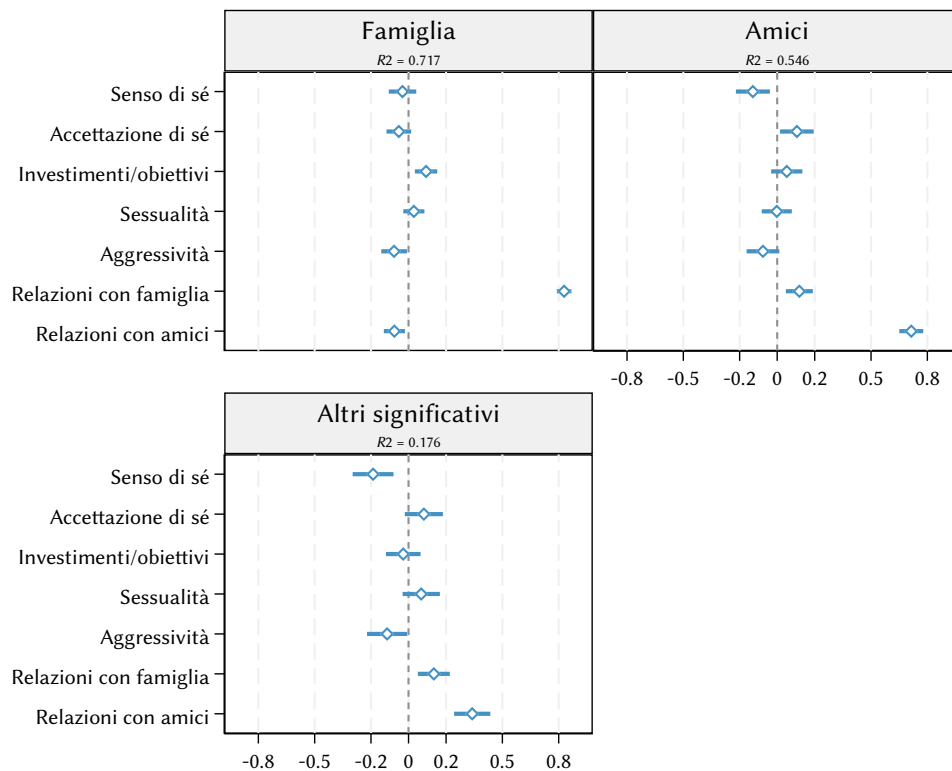 Famiglia
R2 = 0.717
Amici
R2 = 0.546
Senso di sé
Accettazione di sé
Investimenti/obiettivi
Sessualità
Aggressività
Relazioni con famiglia
Relazioni con amici
-0.8 -0.5 -0.2 0 0.2 0.5 0.8
Altri significativi
R2 = 0.176
Senso di sé
Accettazione di sé
Investimenti/obiettivi
Sessualità
Aggressività
Relazioni con famiglia
Relazioni con amici
-0.8 -0.5 -0.2 0 0.2 0.5 0.8